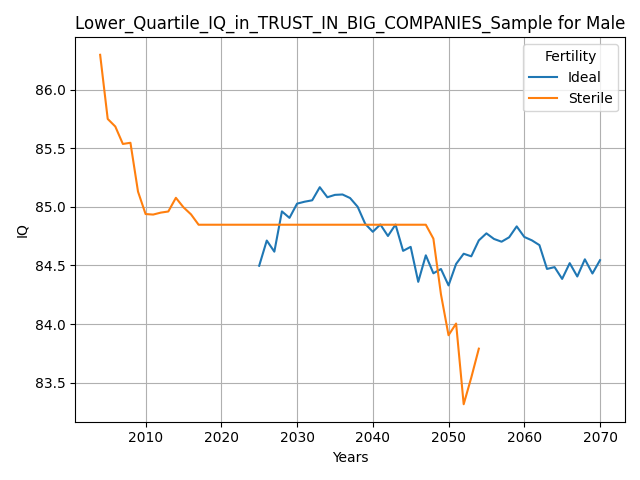 Lower_Quartile_IQ_in_TRUST_IN_BIG_COMPANIES_Sample for Male
Fertility
Ideal
Sterile
IQ
86.0
85.5
85.0
84.5
84.0
83.5
2010 2020 2030 2040 2050 2060 2070
Years